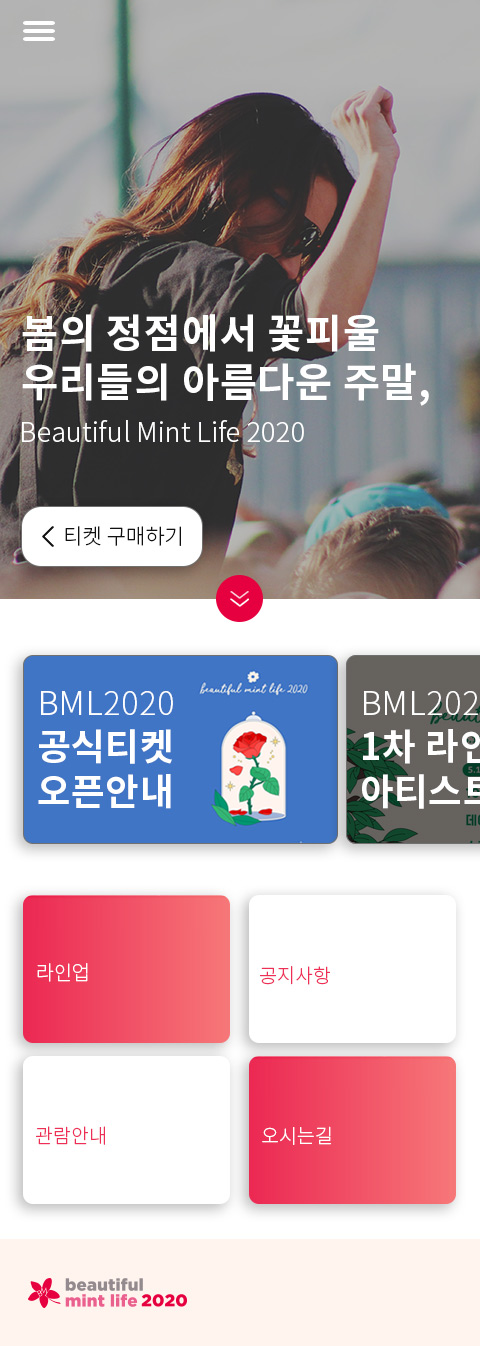 봄의 정점에서 꽃피울
우리들의 아름다운 주말,
Beautiful Mint Life 2020
티켓 구매하기
beautiful mint life 2020
BML2020
공식티켓
오픈안내
BML202
1차 라인
아티스트
라인업
공지사항
관람안내
오시는길
beautiful
mint life 2020